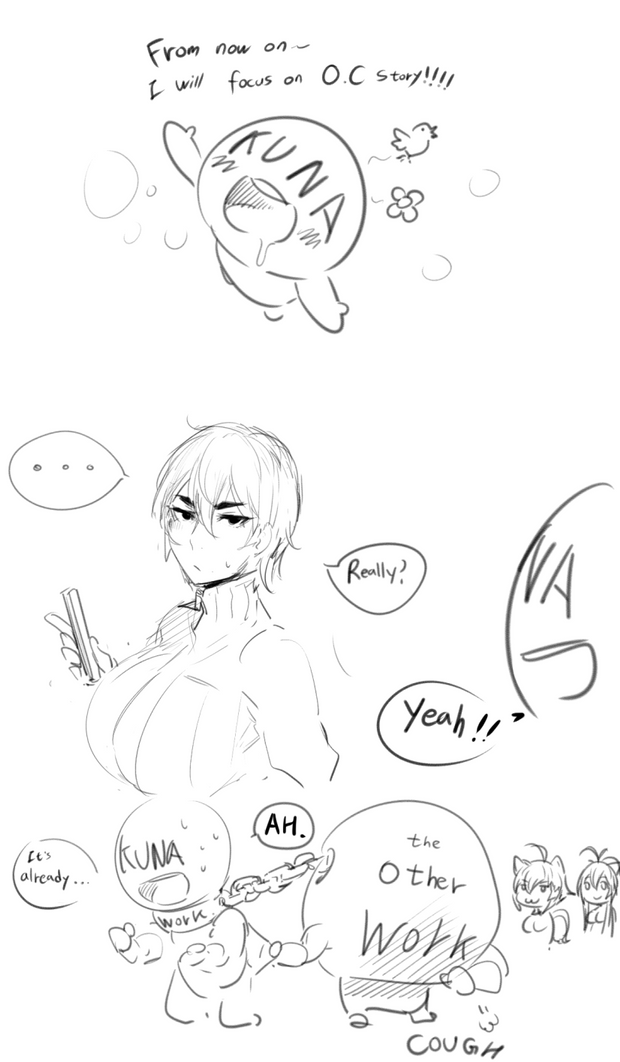 From now on~
I will focus on O.C story!!!!
KUNA
...
Really?
NA
Yeah!!
AH.
It's
already...
KUNA
work.
the
other
work
COUGH